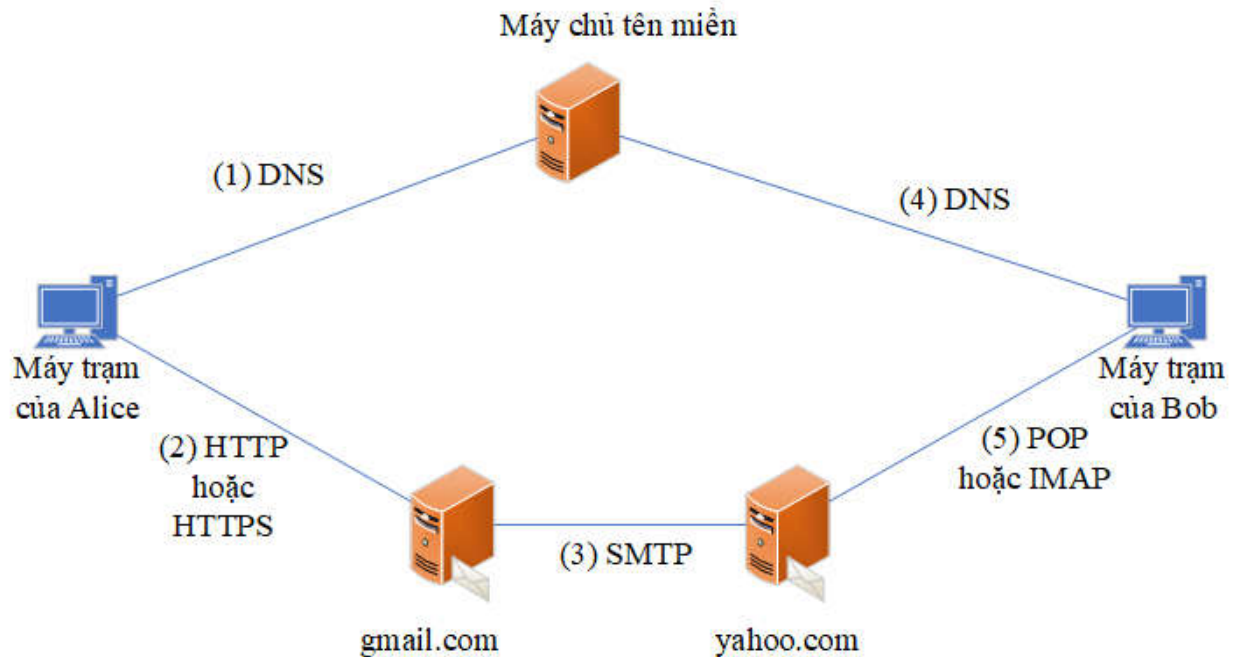 Máy chủ tên miền
(1) DNS
(4) DNS
Máy trạm
của Alice
Máy trạm
của Bob
(2) HTTP
hoặc
HTTPS
(5) POP
hoặc IMAP
(3) SMTP
gmail.com
yahoo.com